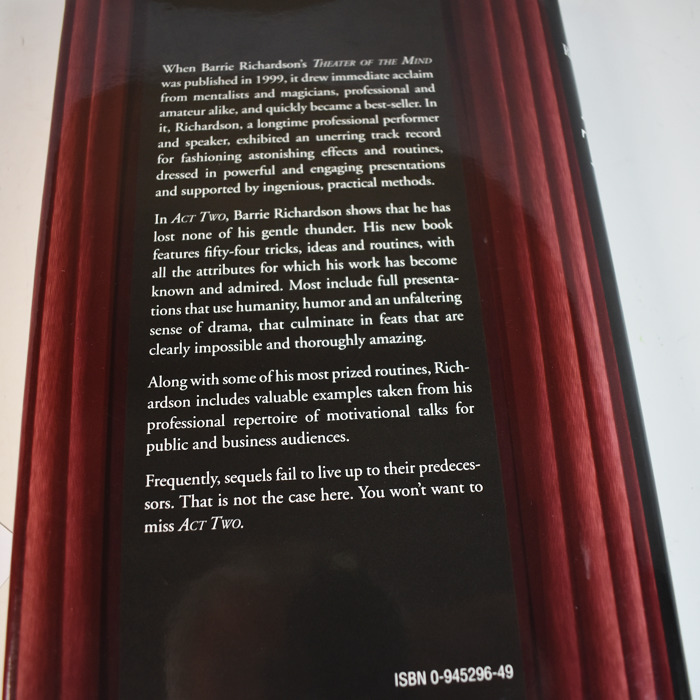 When Barrie Richardson's THEATER OF THE MIND
was published in 1999, it drew immediate acclaim
from mentalists and magicians, professional and
amateur alike, and quickly became a best-seller. In
it, Richardson, a longtime professional performer
and speaker, exhibited an unerring track record
for fashioning astonishing effects and routines,
dressed in powerful and engaging presentations
and supported by ingenious, practical methods.
In ACT TWO, Barrie Richardson shows that he has
lost none of his gentle thunder. His new book
features fifty-four tricks, ideas and routines, with
all the attributes for which his work has become
known and admired. Most include full presenta-
tions that use humanity, humor and an unfaltering
sense of drama, that culminate in feats that are
clearly impossible and thoroughly amazing.
Along with some of his most prized routines, Rich-
ardson includes valuable examples taken from his
professional repertoire of motivational talks for
public and business audiences.
Frequently, sequels fail to live up to their predeces-
sors. That is not the case here. You won't want to
miss ACT TWO.
ISBN 0-945296-49